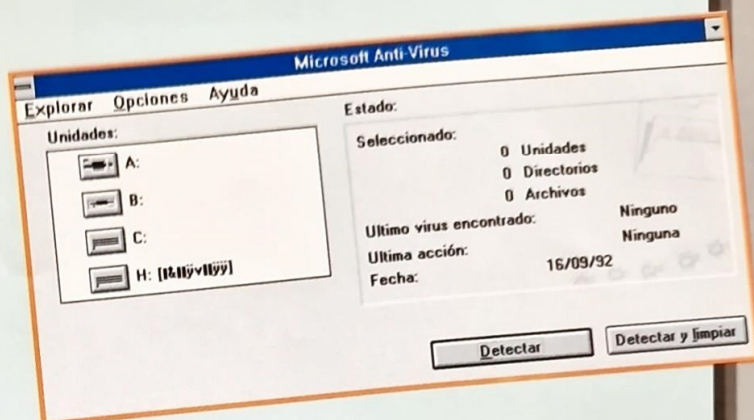 Microsoft Anti-Virus
Explorar Opciones Ayuda
Unidades:
A:
B:
C:
H:
Estado:
Seleccionado:
0 Unidades
0 Directorios
0 Archivos
Ultimo virus encontrado: Ninguno
Ultima acción: Ninguna
Fecha: 16/09/92
Detectar
Detectar y limpiar